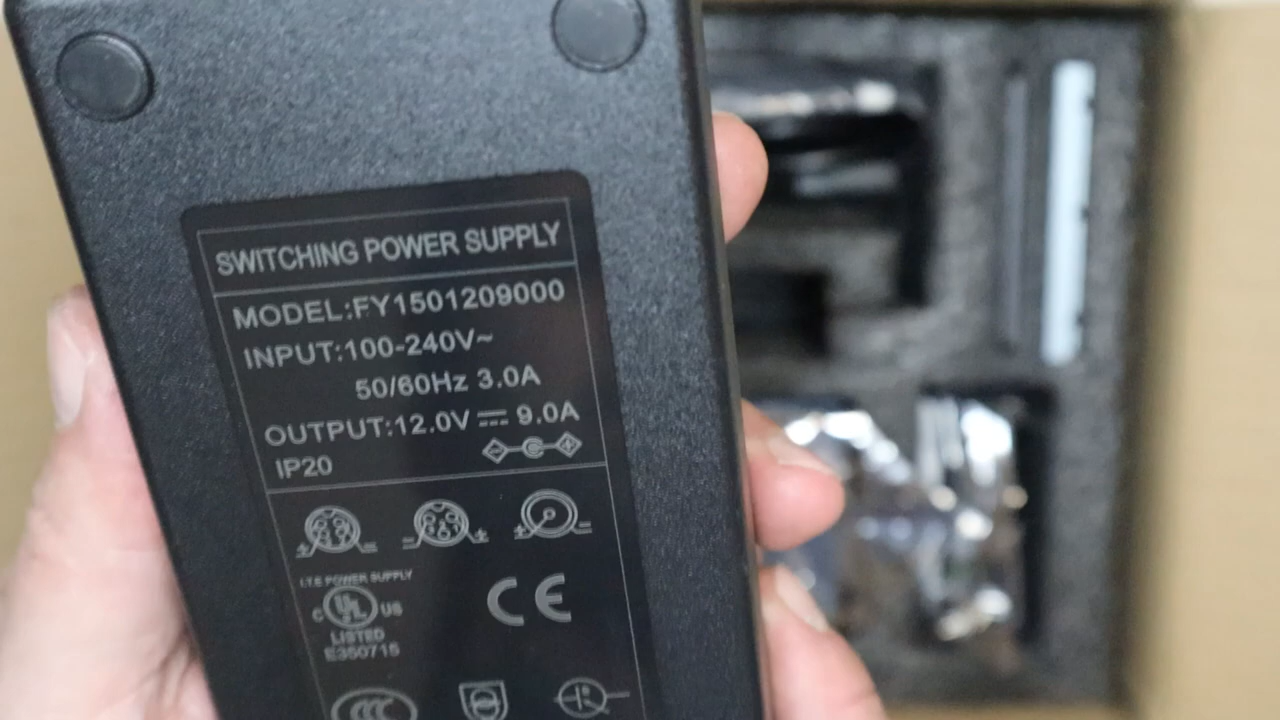 SWITCHING POWER SUPPLY
MODEL:FY1501209000
INPUT:100-240V~
50/60Hz 3.0A
OUTPUT:12.0V⎓9.0A
IP20
I.T.E POWER SUPPLY
C UL US
LISTED
E350715
CE
CCC